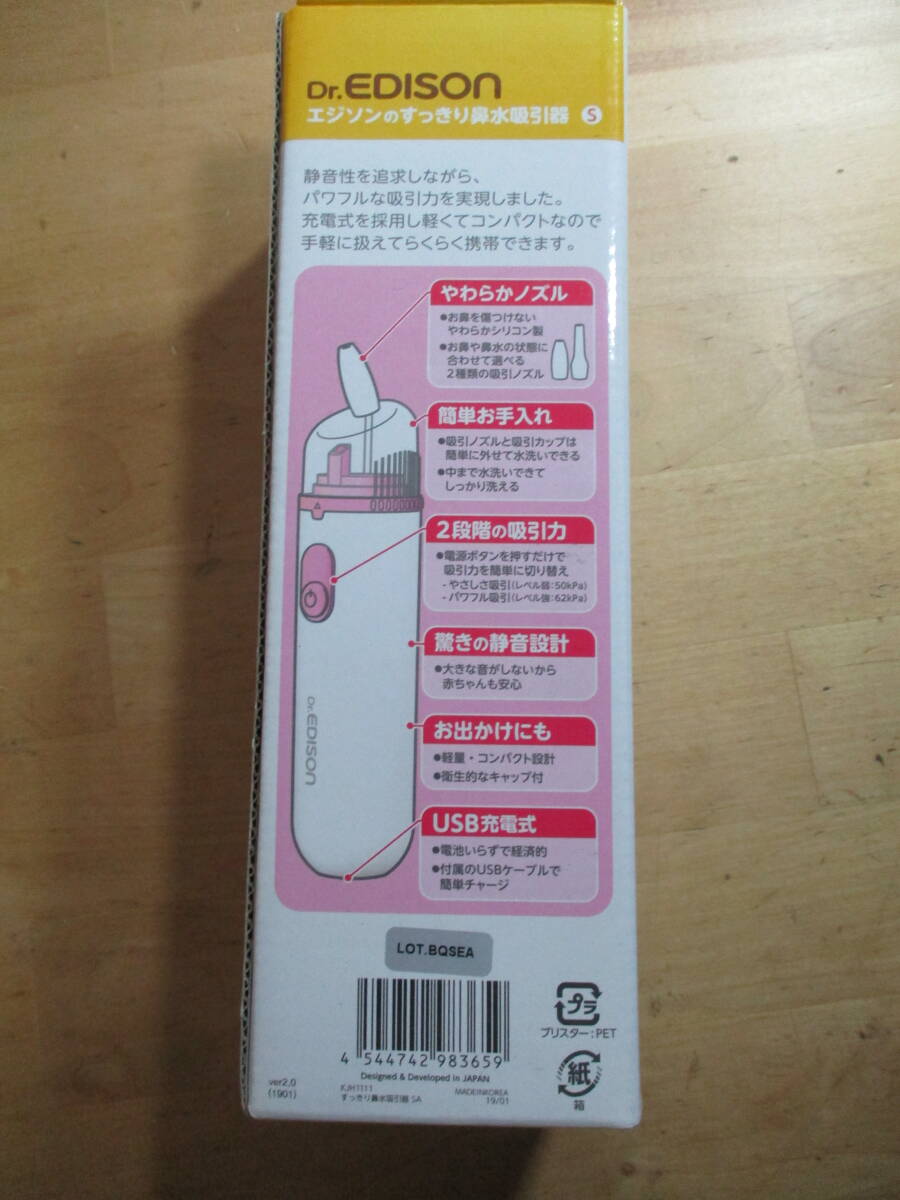 Dr.EDISON
エジソンのすっきり鼻水吸引器 S
静音性を追求しながら、
パワフルな吸引力を実現しました。
充電式を採用し軽くてコンパクトなので
手軽に扱えてらくらく携帯できます。
やわらかノズル
●お鼻を傷つけない
やわらかシリコン製
●お鼻や鼻水の状態に
合わせて選べる
2種類の吸引ノズル
簡単お手入れ
●吸引ノズルと吸引カップは
簡単に外せて水洗いできる
●中まで水洗いできて
しっかり洗える
2段階の吸引力
●電源ボタンを押すだけで
吸引力を簡単に切り替え
- やさしさ吸引(レベル弱:50kPa)
- パワフル吸引(レベル強:62kPa)
驚きの静音設計
●大きな音がしないから
赤ちゃんも安心
お出かけにも
●軽量・コンパクト設計
●衛生的なキャップ付
USB充電式
●電池いらずで経済的
●付属のUSBケーブルで
簡単チャージ
Dr.EDISON
LOT.BQSEA
4 544742 983659
Designed & Developed in JAPAN
KJH1111
すっきり鼻水吸引器 SA
MADEINKOREA
19/01
ver2.0
(1901)
プラ
ブリスター:PET
紙
箱